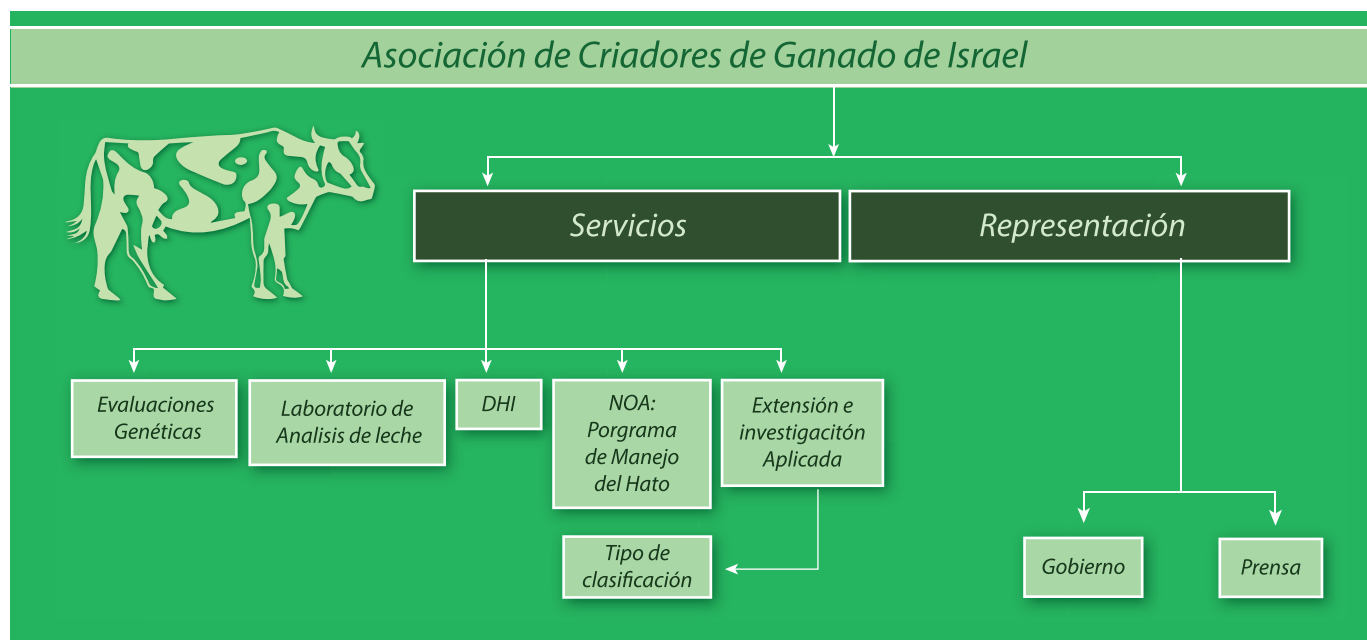 Asociación de Criadores de Ganado de Israel
Servicios
Representación
Evaluaciones
Genéticas
Laboratorio de
Analisis de leche
DHI
NOA:
Porgrama
de Manejo
del Hato
Extensión e
investigacitón
Aplicada
Tipo de
clasificación
Gobierno
Prensa